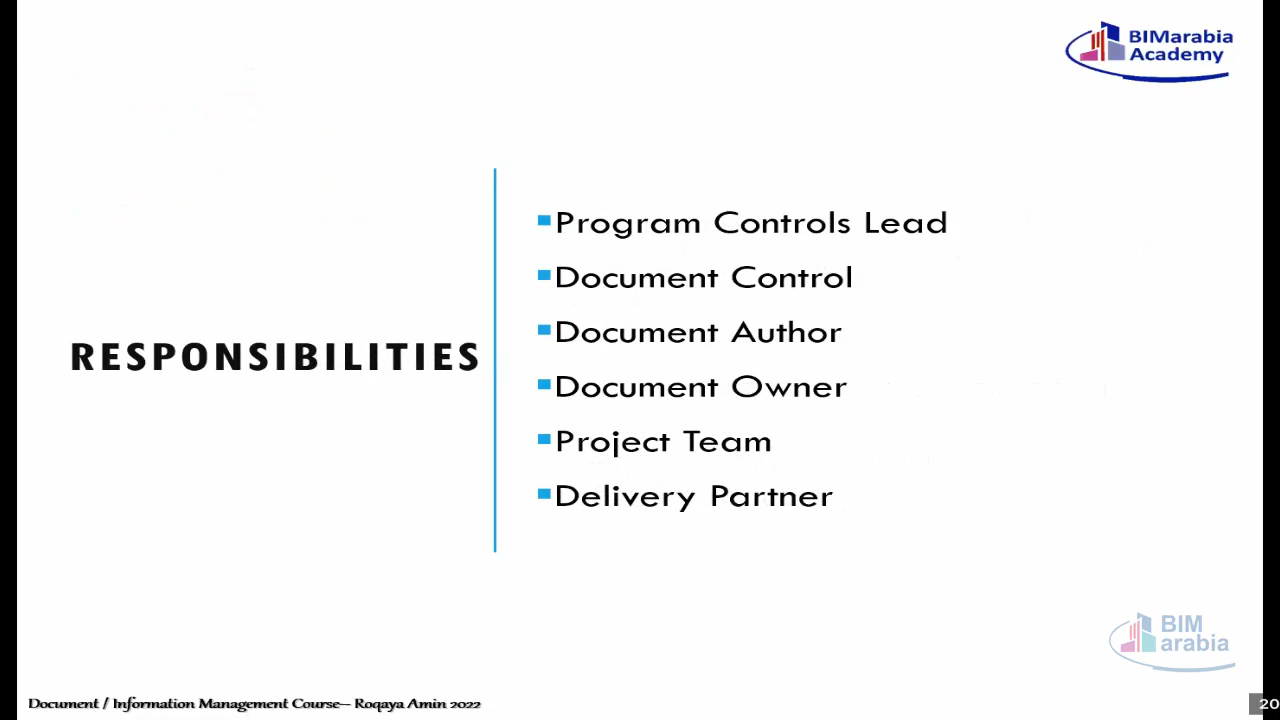 BIMarabia
Academy
RESPONSIBILITIES
Program Controls Lead
Document Control
Document Author
Document Owner
Project Team
Delivery Partner
BIM
arabia
Document / Information Management Course-- Roqaya Amin 2022
20